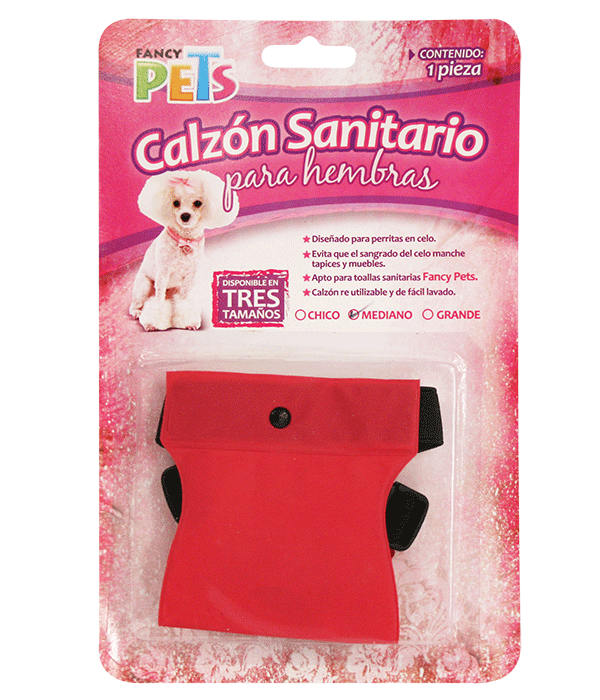 FANCY
PETS
CONTENIDO:
1 pieza
Calzón Sanitario
para hembras
★ Diseñado para perritas en celo.
★ Evita que el sangrado del celo manche
tapices y muebles.
★ Apto para toallas sanitarias Fancy Pets.
★ Calzón re utilizable y de fácil lavado.
DISPONIBLE EN
TRES
TAMAÑOS
CHICO MEDIANO GRANDE